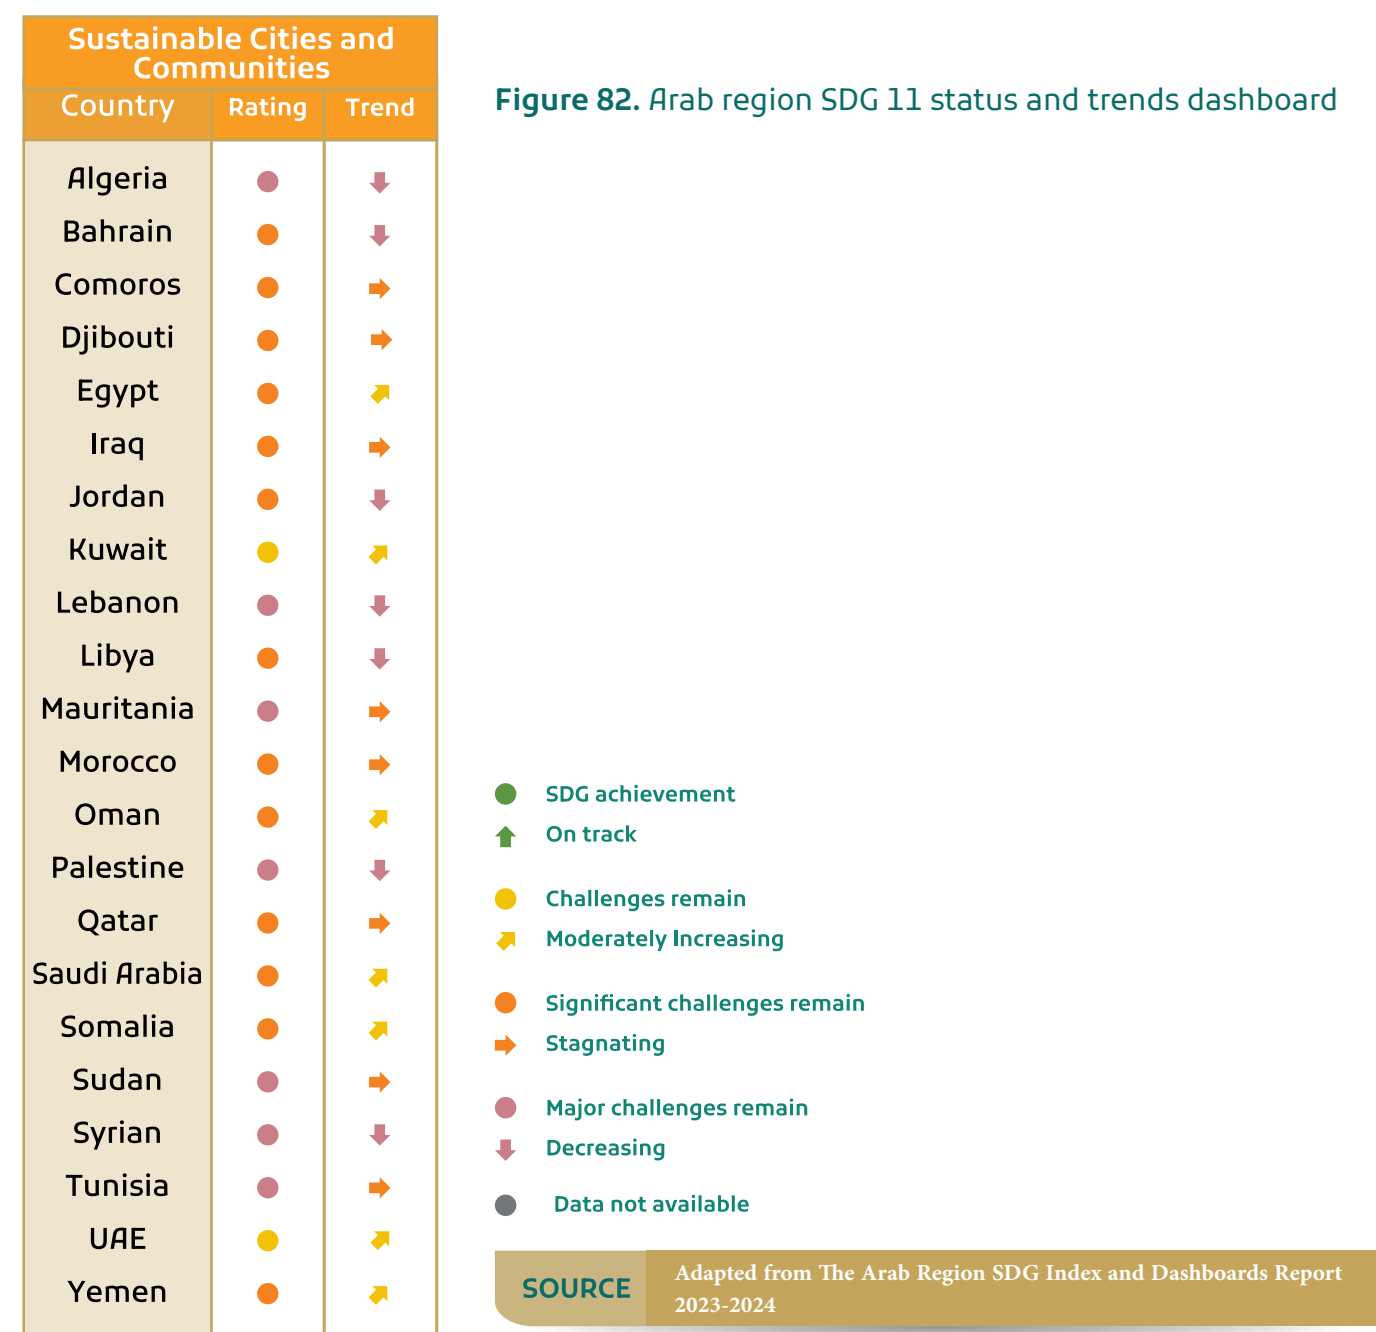 Sustainable Cities and
Communities
Country Rating Trend
Figure 82. Arab region SDG 11 status and trends dashboard
Algeria
Bahrain
Comoros
Djibouti
Egypt
Iraq
Jordan
Kuwait
Lebanon
Libya
Mauritania
Morocco
Oman
Palestine
Qatar
Saudi Arabia
Somalia
Sudan
Syrian
Tunisia
UAE
Yemen
SDG achievement
On track
Challenges remain
Moderately Increasing
Significant challenges remain
Stagnating
Major challenges remain
Decreasing
Data not available
SOURCE
Adapted from The Arab Region SDG Index and Dashboards Report
2023-2024